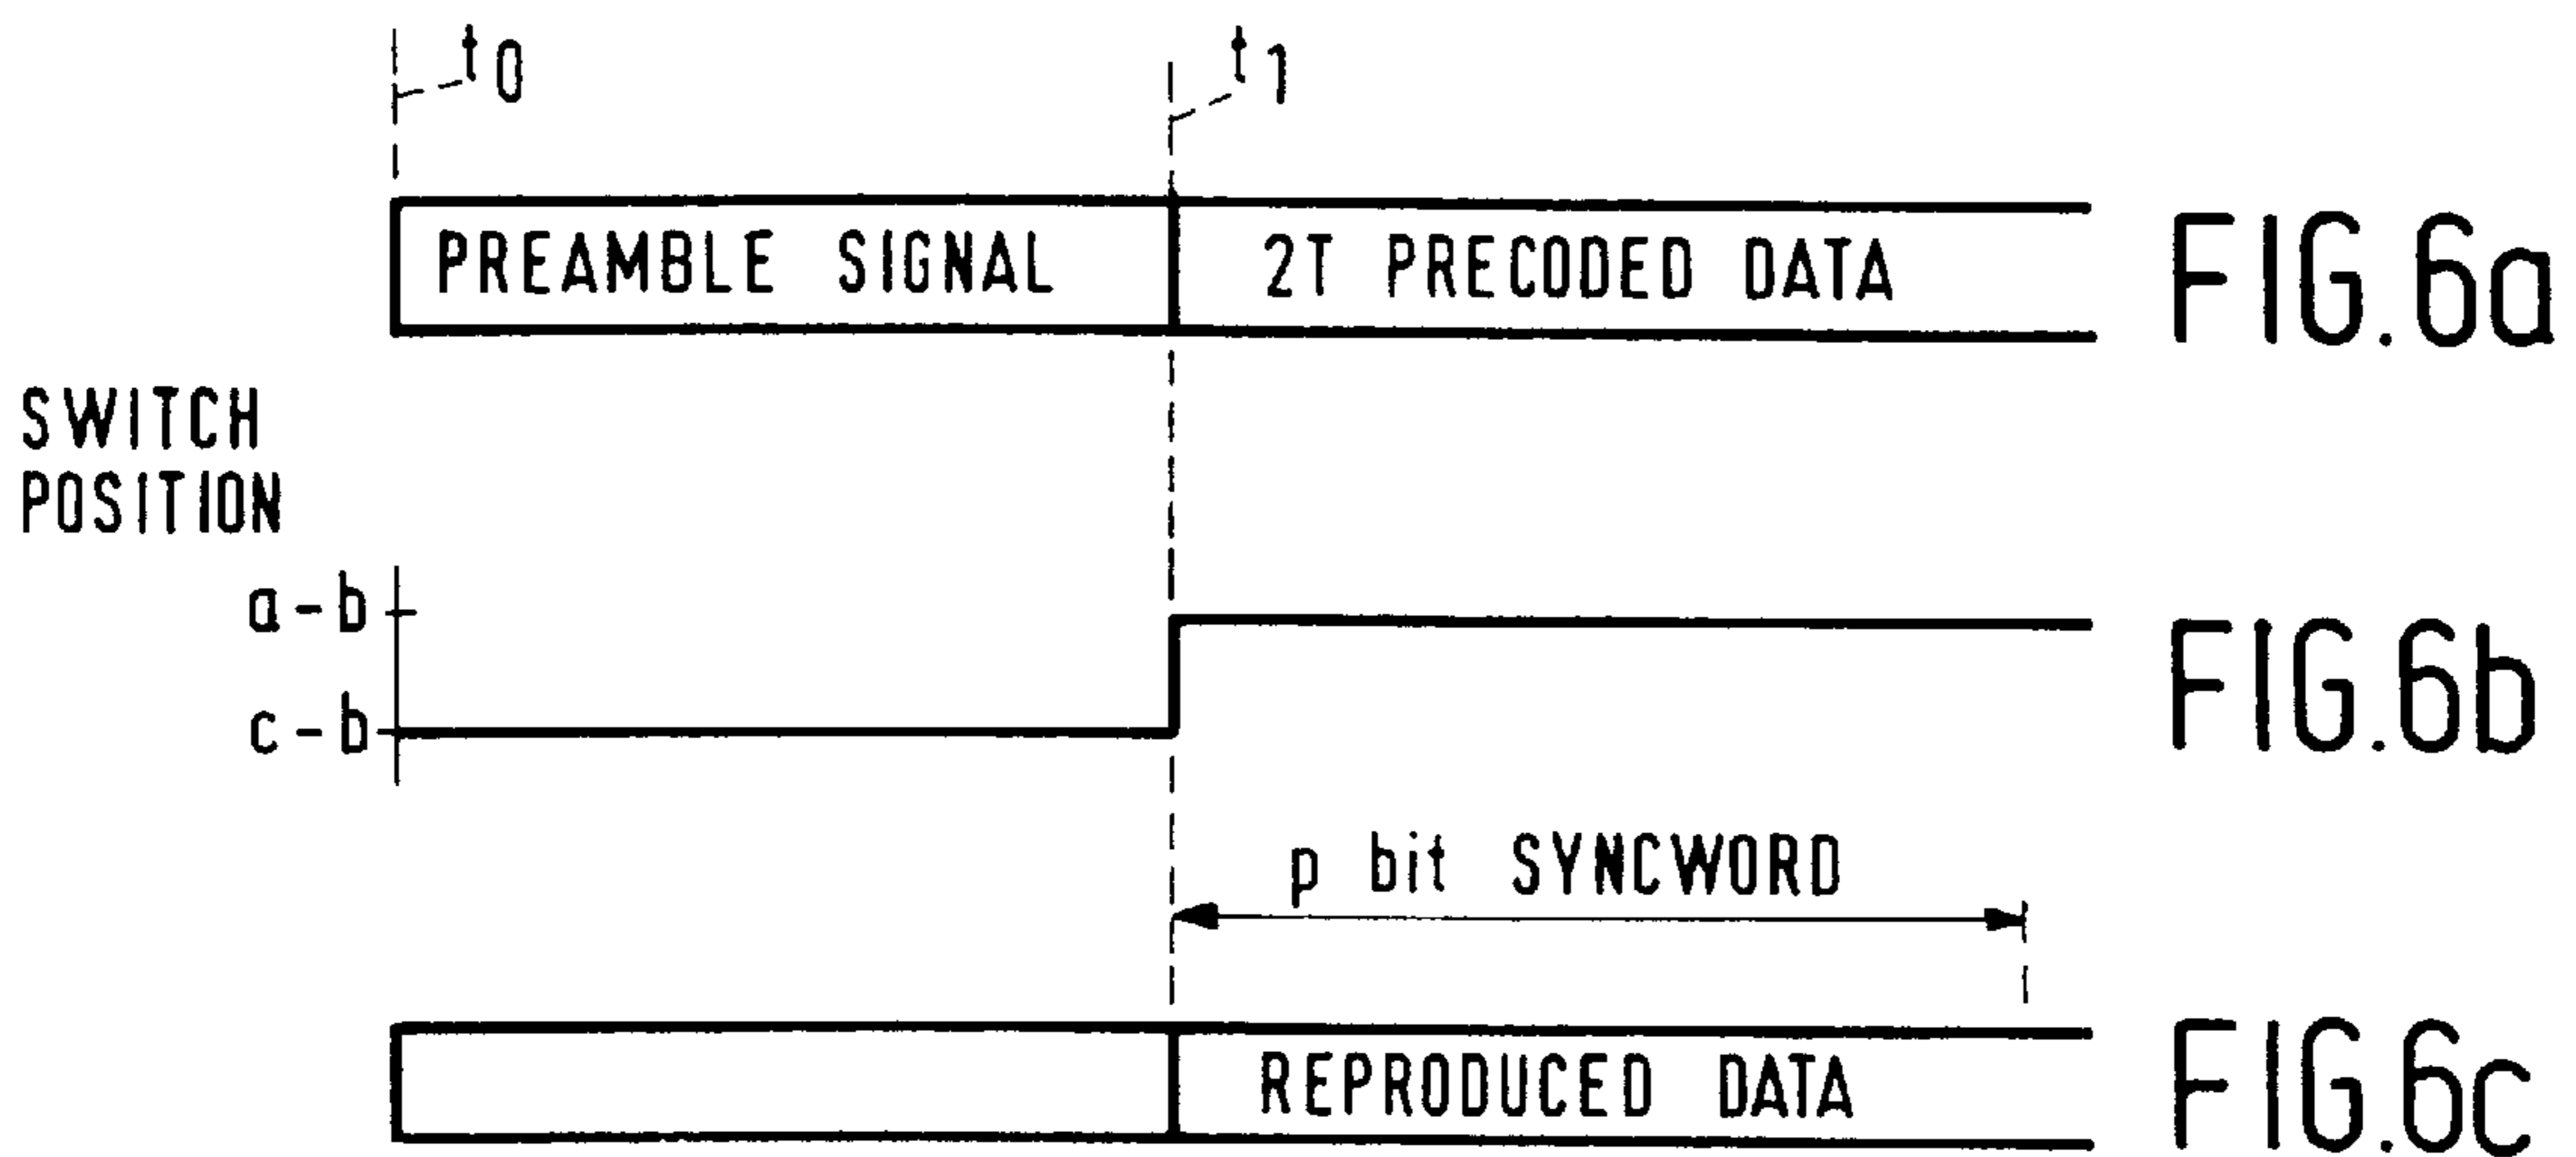 t0
t1
PREAMBLE SIGNAL
2T PRECODED DATA
FIG.6a
SWITCH
POSITION
a-b
c-b
FIG.6b
p bit SYNCWORD
REPRODUCED DATA
FIG.6c